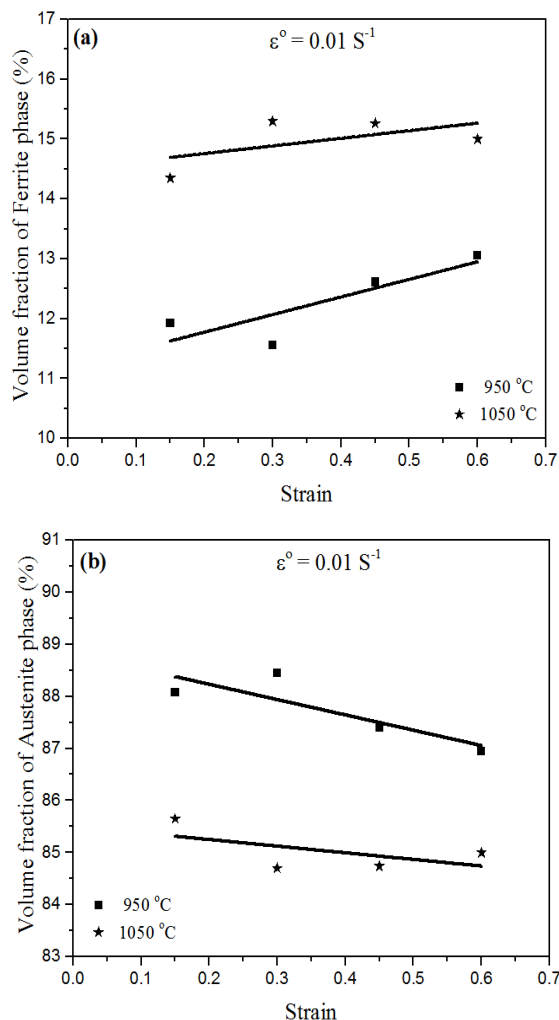 (a)
ε° = 0.01 S⁻¹
Volume fraction of Ferrite phase (%)
17
16
15
14
13
12
11
10
950 °C
1050 °C
0.0 0.1 0.2 0.3 0.4 0.5 0.6 0.7
Strain
(b)
ε° = 0.01 S⁻¹
Volume fraction of Austenite phase (%)
91
90
89
88
87
86
85
84
83
950 °C
1050 °C
0.0 0.1 0.2 0.3 0.4 0.5 0.6 0.7
Strain